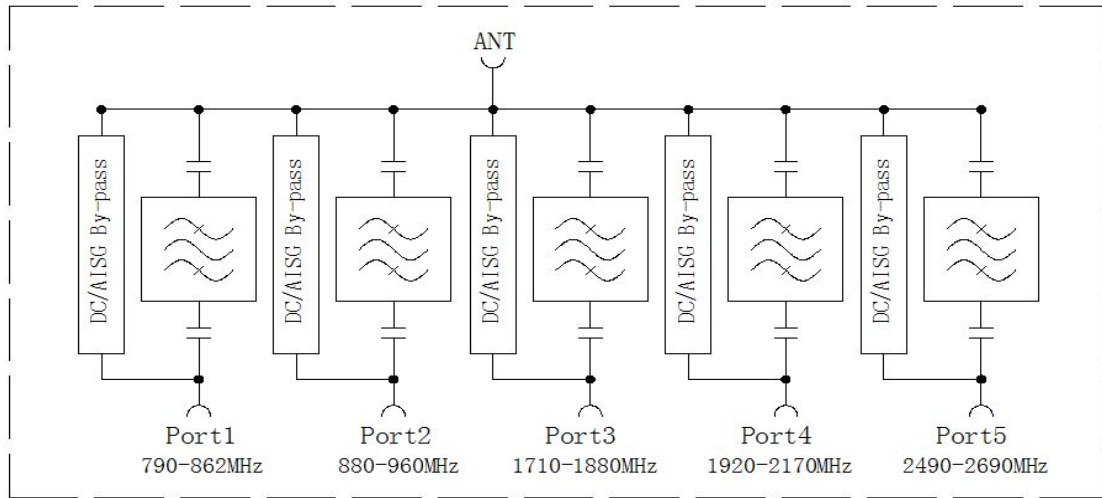 ANT
DC/AISG By-pass
DC/AISG By-pass
DC/AISG By-pass
DC/AISG By-pass
DC/AISG By-pass
Port1
790-862MHz
Port2
880-960MHz
Port3
1710-1880MHz
Port4
1920-2170MHz
Port5
2490-2690MHz